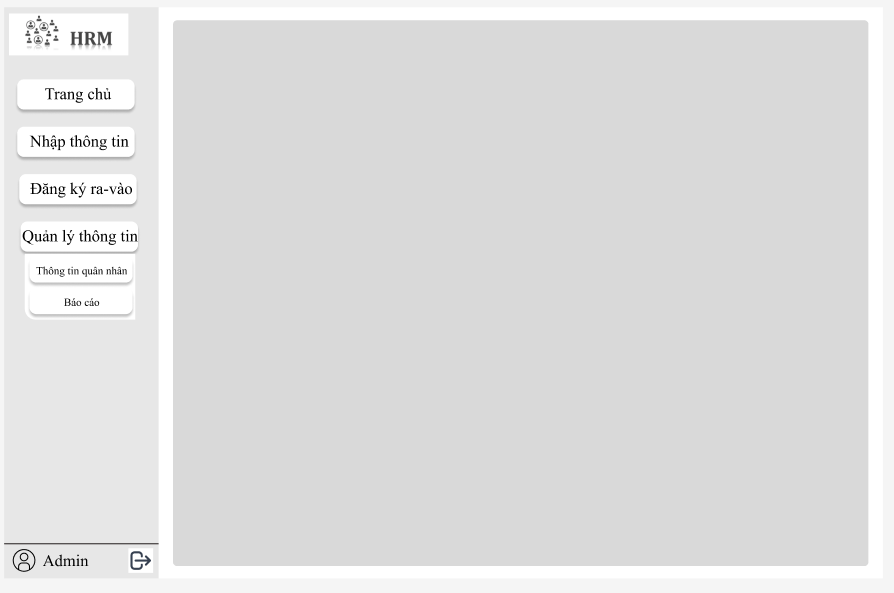 HRM
Trang chủ
Nhập thông tin
Đăng ký ra-vào
Quản lý thông tin
Thông tin quân nhân
Báo cáo
Admin